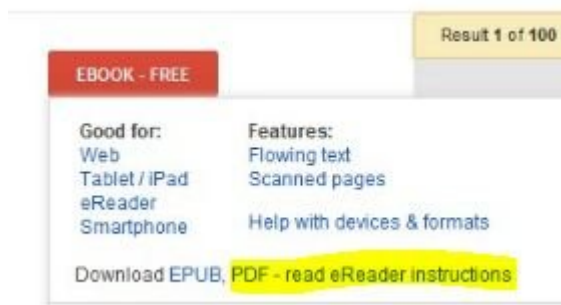 Result 1 of 100
EBOOK - FREE
Good for: Features:
Web Flowing text
Tablet / iPad Scanned pages
eReader
Smartphone Help with devices & formats
Download EPUB, PDF - read eReader instructions